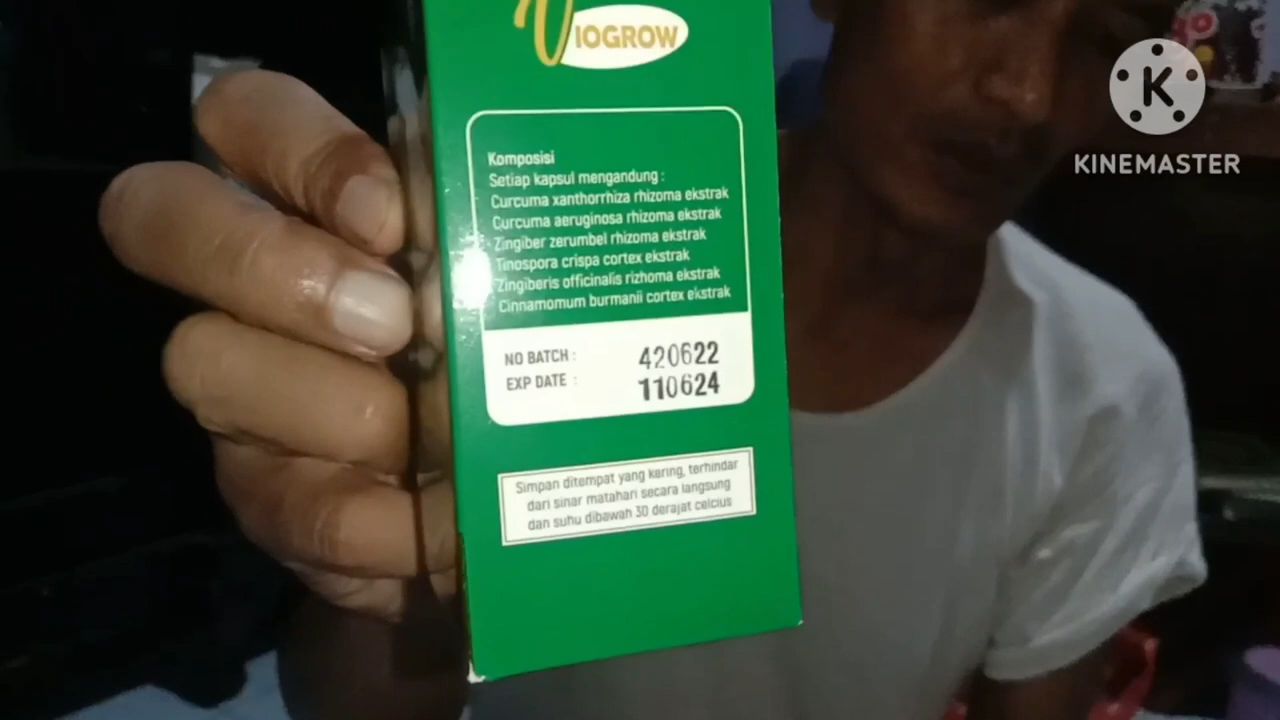 VIOGROW
K
KINEMASTER
Komposisi
Setiap kapsul mengandung :
Curcuma xanthorrhiza rhizoma ekstrak
Curcuma aeruginosa rhizoma ekstrak
Zingiber zerumbel rhizoma ekstrak
Tinospora crispa cortex ekstrak
Zingiberis officinalis rizhoma ekstrak
Cinnamomum burmanii cortex ekstrak
NO BATCH : 420622
EXP DATE : 110624
Simpan ditempat yang kering, terhindar
dari sinar matahari secara langsung
dan suhu dibawah 30 derajat celcius